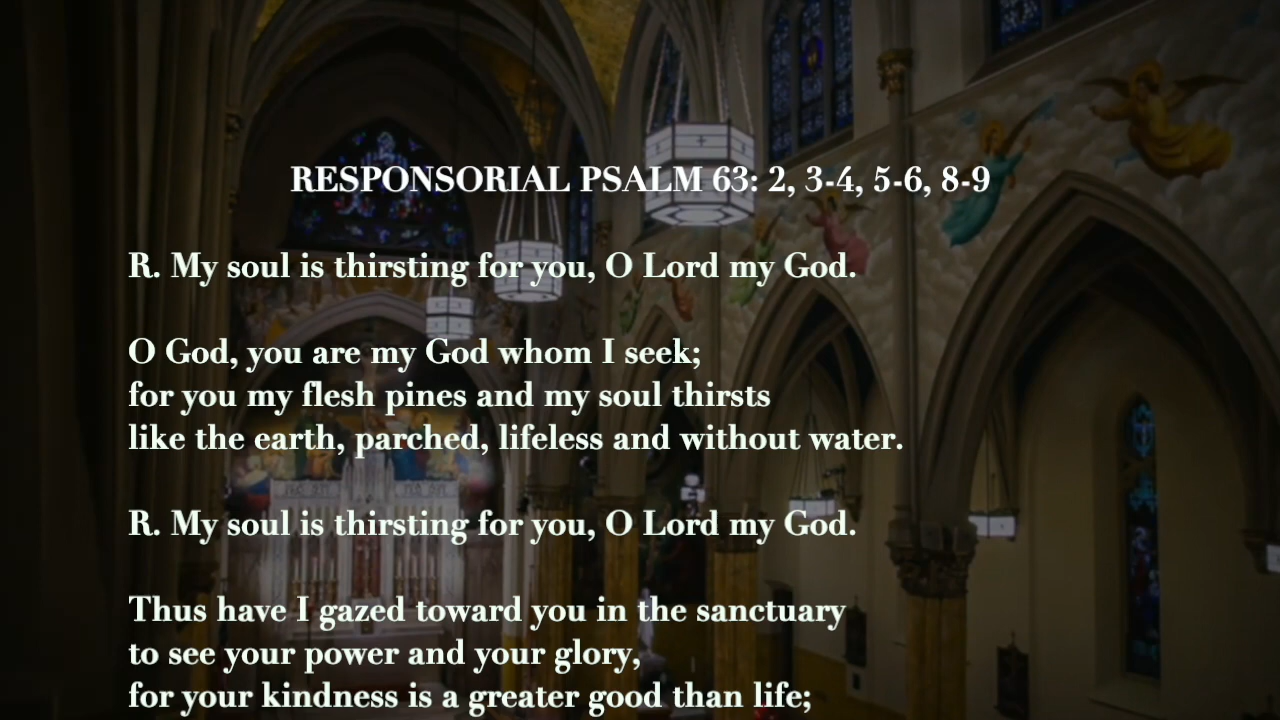 RESPONSORIAL PSALM 63: 2, 3-4, 5-6, 8-9
R. My soul is thirsting for you, O Lord my God.
O God, you are my God whom I seek;
for you my flesh pines and my soul thirsts
like the earth, parched, lifeless and without water.
R. My soul is thirsting for you, O Lord my God.
Thus have I gazed toward you in the sanctuary
to see your power and your glory,
for your kindness is a greater good than life;